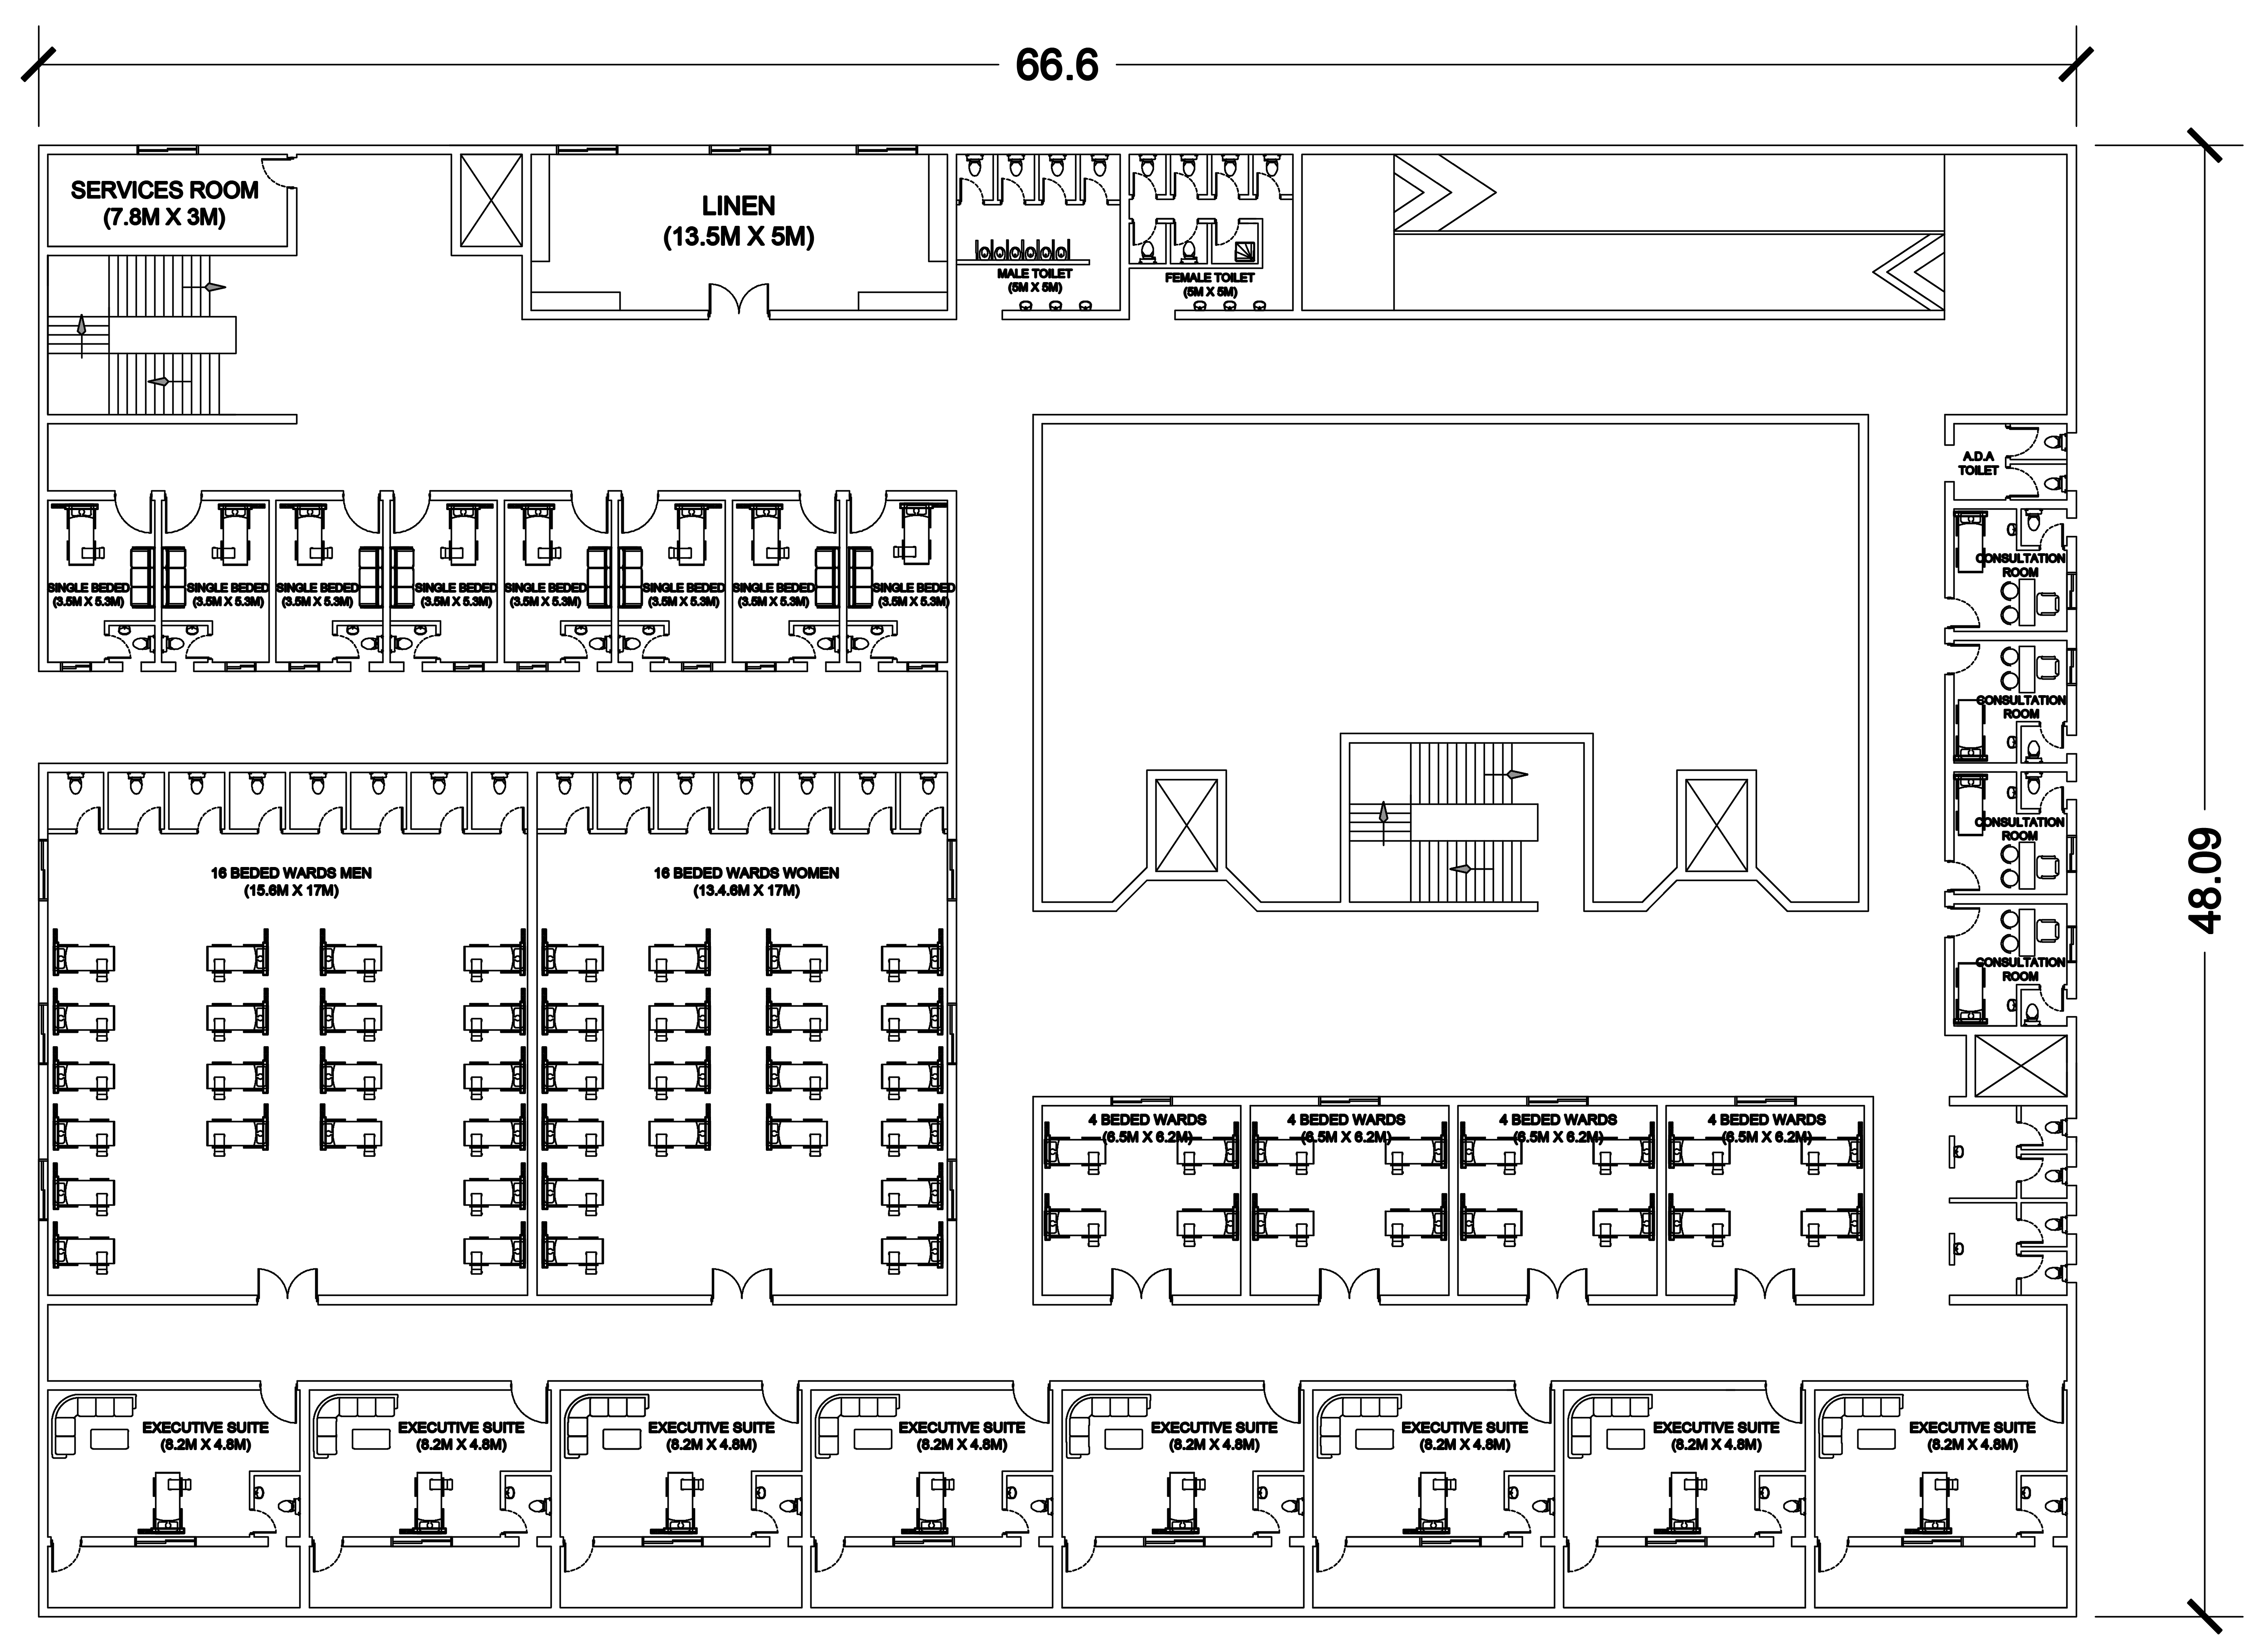 66.6
SERVICES ROOM
(7.8M X 3M)
LINEN
(13.5M X 5M)
MALE TOILET
(5M X 5M)
FEMALE TOILET
(5M X 5M)
A.D.A
TOILET
SINGLE BEDED
(3.5M X 5.3M)
SINGLE BEDED
(3.5M X 5.3M)
SINGLE BEDED
(3.5M X 5.3M)
SINGLE BEDED
(3.5M X 5.3M)
SINGLE BEDED
(3.5M X 5.3M)
SINGLE BEDED
(3.5M X 5.3M)
SINGLE BEDED
(3.5M X 5.3M)
SINGLE BEDED
(3.5M X 5.3M)
CONSULTATION
ROOM
CONSULTATION
ROOM
CONSULTATION
ROOM
CONSULTATION
ROOM
48.09
16 BEDED WARDS MEN
(15.6M X 17M)
16 BEDED WARDS WOMEN
(13.4.6M X 17M)
4 BEDED WARDS
(6.5M X 6.2M)
4 BEDED WARDS
(6.5M X 6.2M)
4 BEDED WARDS
(6.5M X 6.2M)
4 BEDED WARDS
(6.5M X 6.2M)
EXECUTIVE SUITE
(8.2M X 4.8M)
EXECUTIVE SUITE
(8.2M X 4.8M)
EXECUTIVE SUITE
(8.2M X 4.8M)
EXECUTIVE SUITE
(8.2M X 4.8M)
EXECUTIVE SUITE
(8.2M X 4.8M)
EXECUTIVE SUITE
(8.2M X 4.8M)
EXECUTIVE SUITE
(8.2M X 4.8M)
EXECUTIVE SUITE
(8.2M X 4.8M)